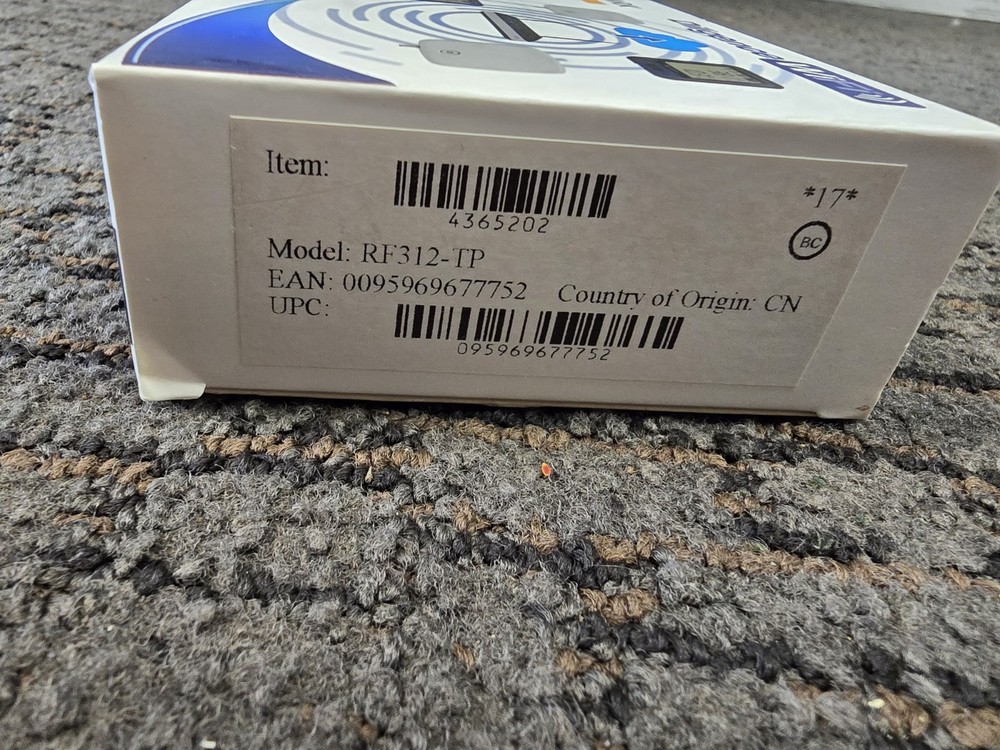 Item:
4365202
*17*
BC
Model: RF312-TP
EAN: 0095969677752
Country of Origin: CN
UPC:
095969677752